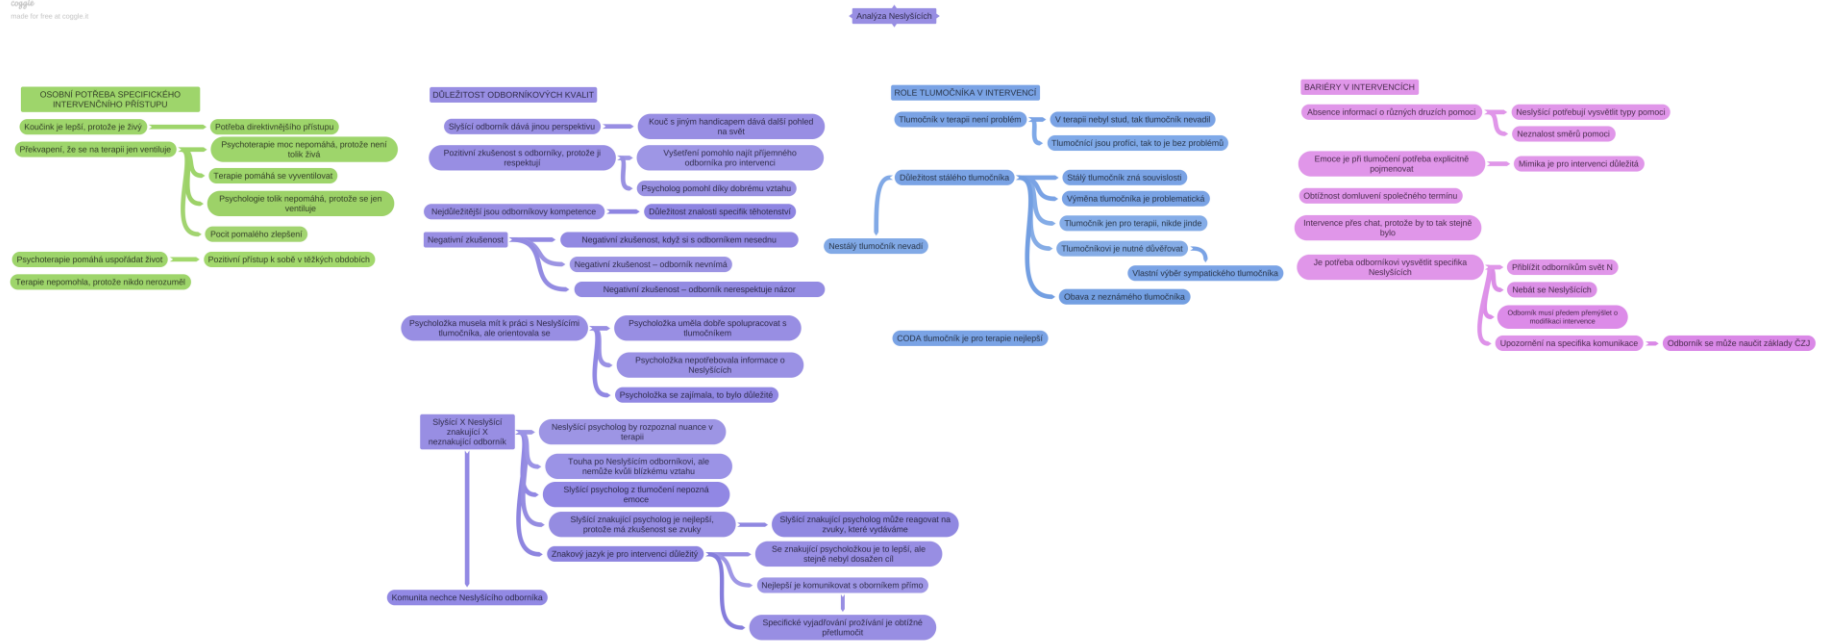 coggle
made for free at coggle.it
Analýza Neslyšících
OSOBNÍ POTŘEBA SPECIFICKÉHO
INTERVENČNÍHO PŘÍSTUPU
Koučink je lepší, protože je živý
Potřeba direktivnějšího přístupu
Překvapení, že se na terapii jen ventiluje
Psychoterapie moc nepomáhá, protože není
tolik živá
Terapie pomáhá se vyventilovat
Psychologie tolik nepomáhá, protože se jen
ventiluje
Pocit pomalého zlepšení
Psychoterapie pomáhá uspořádat život
Pozitivní přístup k sobě v těžkých obdobích
Terapie nepomohla, protože nikdo nerozuměl
DŮLEŽITOST ODBORNÍKOVÝCH KVALIT
Slyšící odborník dává jinou perspektivu
Kouč s jiným handicapem dává další pohled
na svět
Pozitivní zkušenost s odborníky, protože ji
respektují
Vyšetření pomohlo najít příjemného
odborníka pro intervenci
Psycholog pomohl díky dobrému vztahu
Nejdůležitější jsou odborníkovy kompetence
Důležitost znalosti specifik těhotenství
Negativní zkušenost
Negativní zkušenost, když si s odborníkem nesednu
Negativní zkušenost – odborník nevnímá
Negativní zkušenost – odborník nerespektuje názor
Psycholožka musela mít k práci s Neslyšícími
tlumočníka, ale orientovala se
Psycholožka uměla dobře spolupracovat s
tlumočníkem
Psycholožka nepotřebovala informace o
Neslyšících
Psycholožka se zajímala, to bylo důležité
Slyšící X Neslyšící
znakující X
neznakující odborník
Neslyšící psycholog by rozpoznal nuance v
terapii
Touha po Neslyšícím odborníkovi, ale
nemůže kvůli blízkému vztahu
Slyšící psycholog z tlumočení nepozná
emoce
Slyšící znakující psycholog je nejlepší,
protože má zkušenost se zvuky
Slyšící znakující psycholog může reagovat na
zvuky, které vydáváme
Znakový jazyk je pro intervenci důležitý
Se znakující psycholožkou je to lepší, ale
stejně nebyl dosažen cíl
Nejlepší je komunikovat s oborníkem přímo
Specifické vyjadřování prožívání je obtížné
přetlumočit
Komunita nechce Neslyšícího odborníka
ROLE TLUMOČNÍKA V INTERVENCÍ
Tlumočník v terapii není problém
V terapii nebyl stud, tak tlumočník nevadil
Tlumočnící jsou profíci, tak to je bez problémů
Důležitost stálého tlumočníka
Stálý tlumočník zná souvislosti
Výměna tlumočníka je problematická
Tlumočník jen pro terapii, nikde jinde
Tlumočníkovi je nutné důvěřovat
Vlastní výběr sympatického tlumočníka
Obava z neznámého tlumočníka
Nestálý tlumočník nevadí
CODA tlumočník je pro terapie nejlepší
BARIÉRY V INTERVENCÍCH
Absence informací o různých druzích pomoci
Neslyšící potřebují vysvětlit typy pomoci
Neznalost směrů pomoci
Emoce je při tlumočení potřeba explicitně
pojmenovat
Mimika je pro intervenci důležitá
Obtížnost domluvení společného termínu
Intervence přes chat, protože by to tak stejně
bylo
Je potřeba odborníkovi vysvětlit specifika
Neslyšících
Přiblížit odborníkům svět N
Nebát se Neslyšících
Odborník musí předem přemýšlet o
modifikaci intervence
Upozornění na specifika komunikace
Odborník se může naučit základy ČZJ